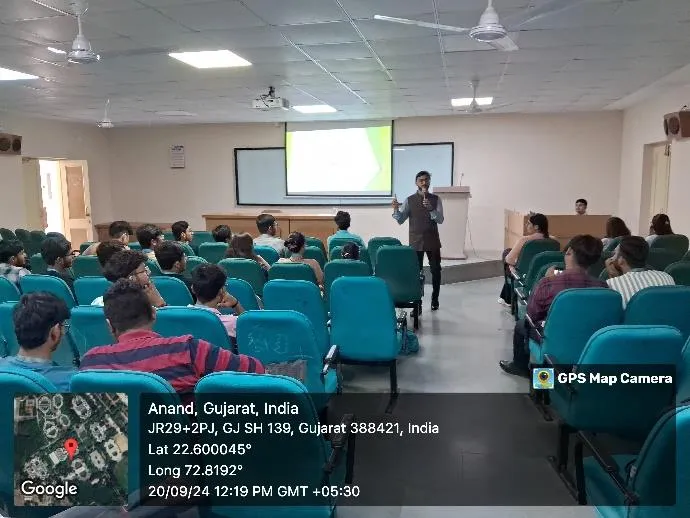 GPS Map Camera
Anand, Gujarat, India
JR29+2PJ, GJ SH 139, Gujarat 388421, India
Lat 22.600045°
Long 72.8192°
20/09/24 12:19 PM GMT +05:30
Google